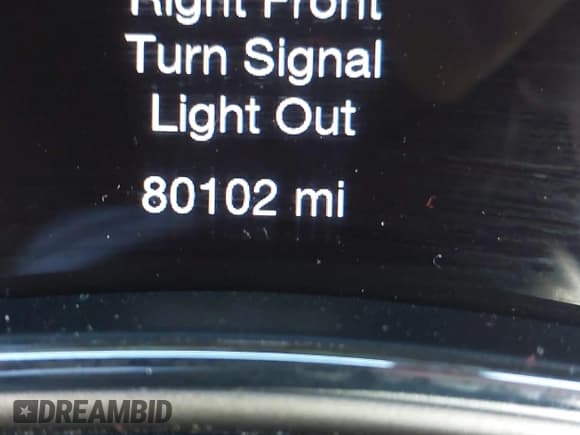 Right Front
Turn Signal
Light Out
80102 mi
DREAMBID